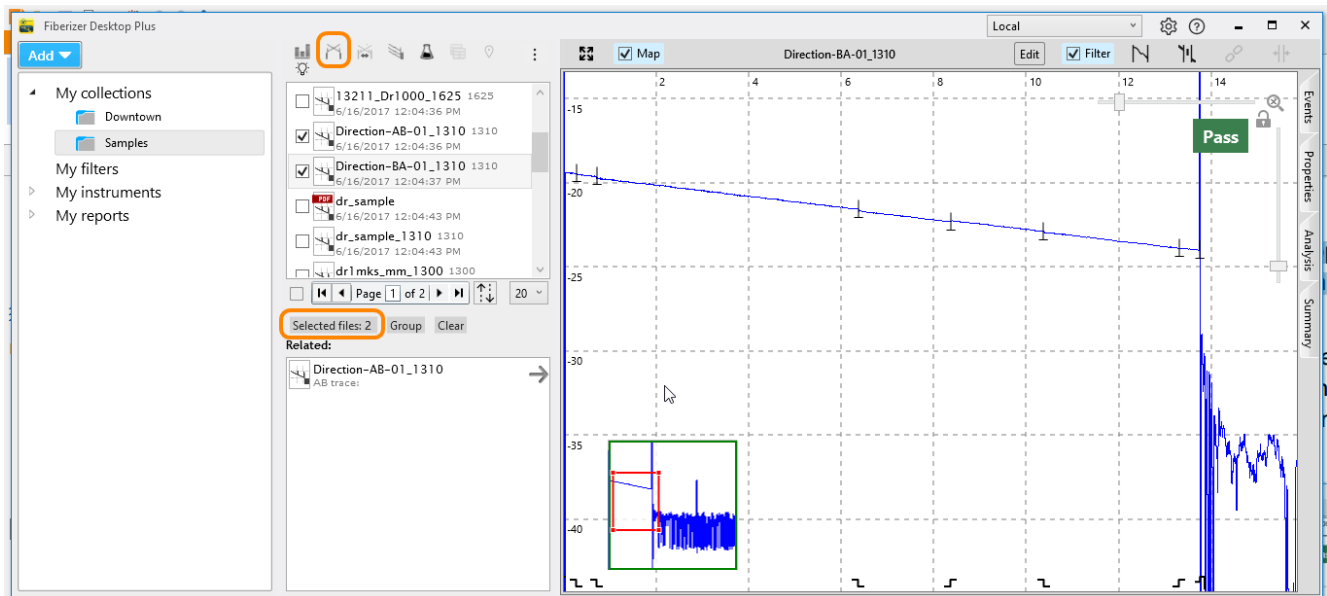 Fiberizer Desktop Plus
Local
Add
My collections
Downtown
Samples
My filters
My instruments
My reports
13211_Dr1000_1625 1625
6/16/2017 12:04:36 PM
Direction-AB-01_1310 1310
6/16/2017 12:04:36 PM
Direction-BA-01_1310 1310
6/16/2017 12:04:37 PM
PDF
dr_sample
6/16/2017 12:04:43 PM
dr_sample_1310 1310
6/16/2017 12:04:43 PM
dr1mks_mm_1300 1300
Page 1 of 2
20
Selected files: 2 Group Clear
Related:
Direction-AB-01_1310
AB trace:
Map
Direction-BA-01_1310
Edit
Filter
2 4 6 8 10 12 14
-15
-20
-25
-30
-35
-40
Pass
Events
Properties
Analysis
Summary